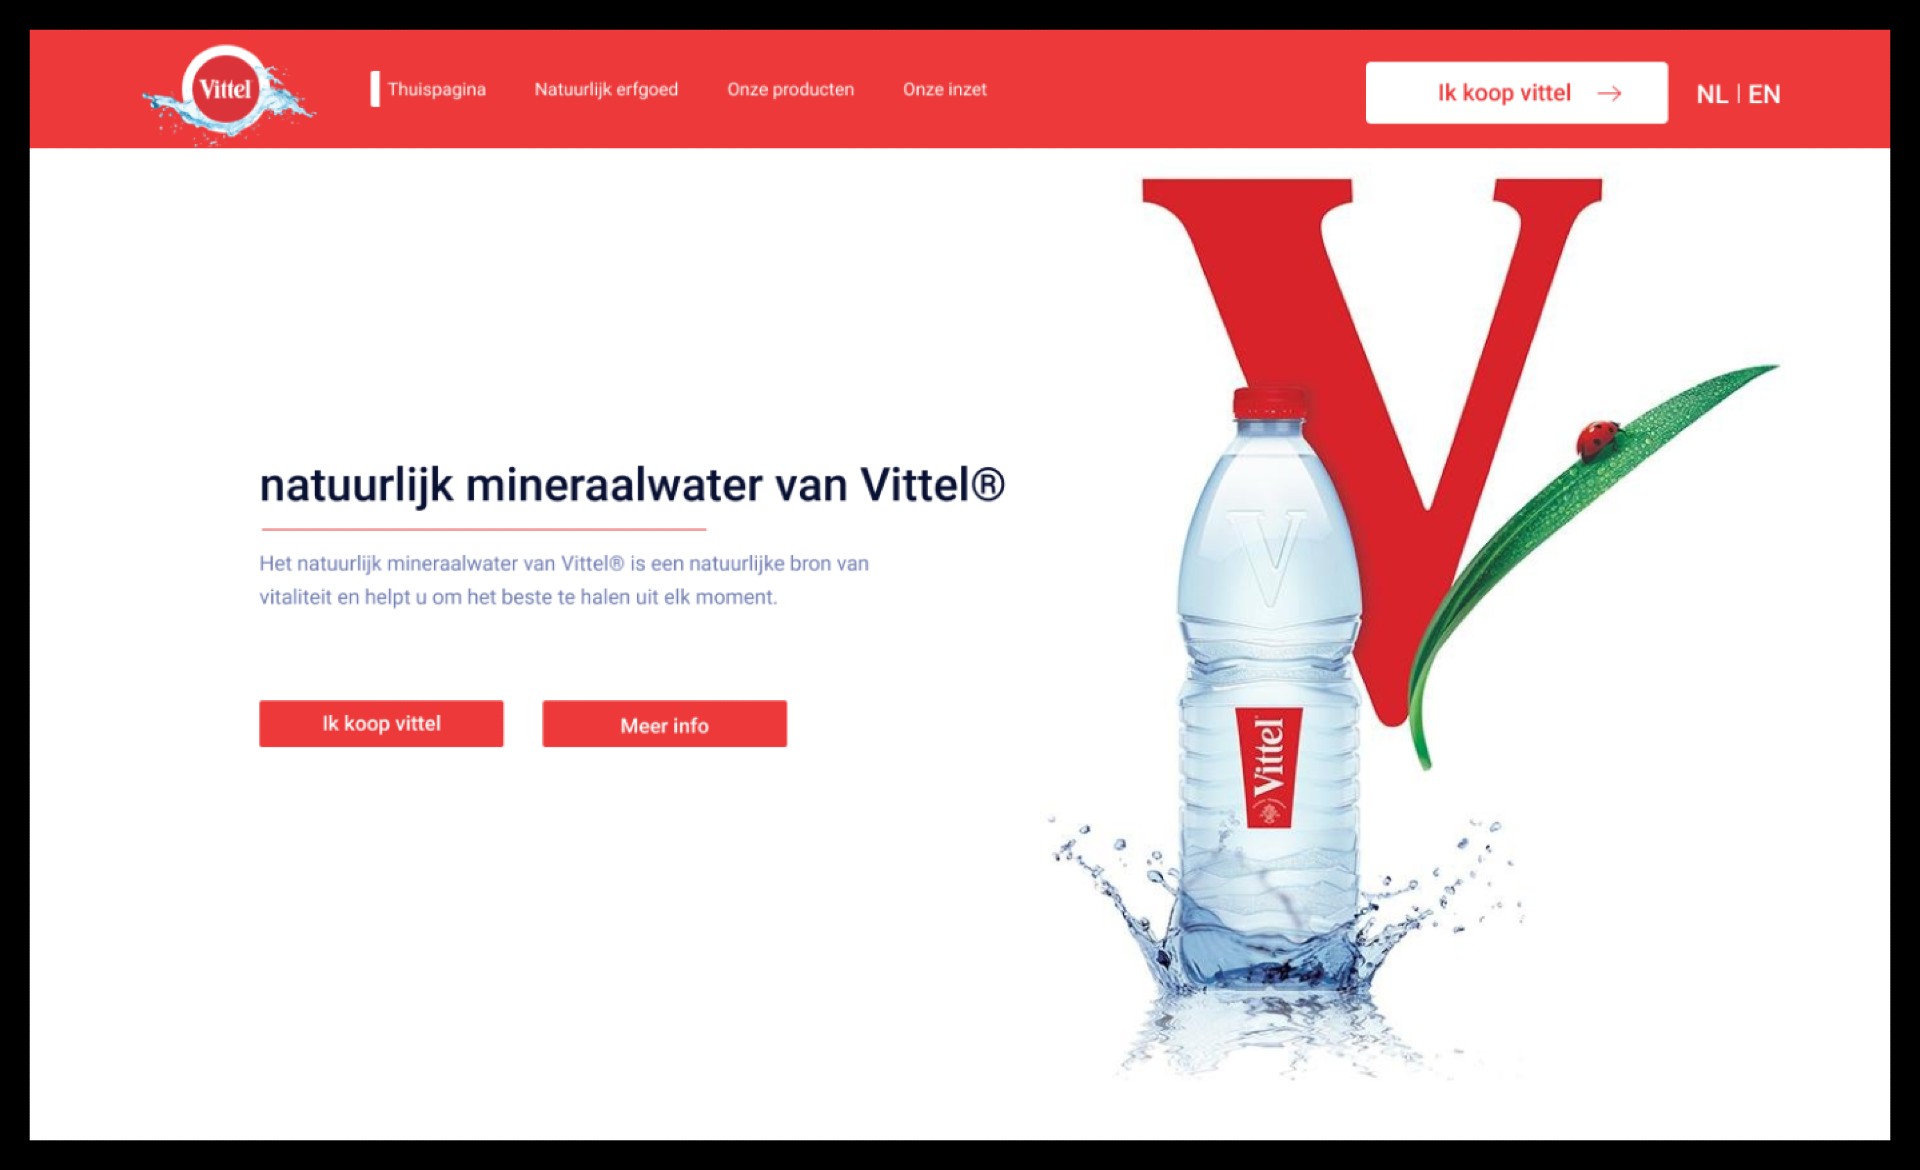 Vittel
Thuispagina
Natuurlijk erfgoed
Onze producten
Onze inzet
Ik koop vittel →
NL | EN
V
natuurlijk mineraalwater van Vittel®
Het natuurlijk mineraalwater van Vittel® is een natuurlijke bron van
vitaliteit en helpt u om het beste te halen uit elk moment.
Ik koop vittel
Meer info
V
Vittel